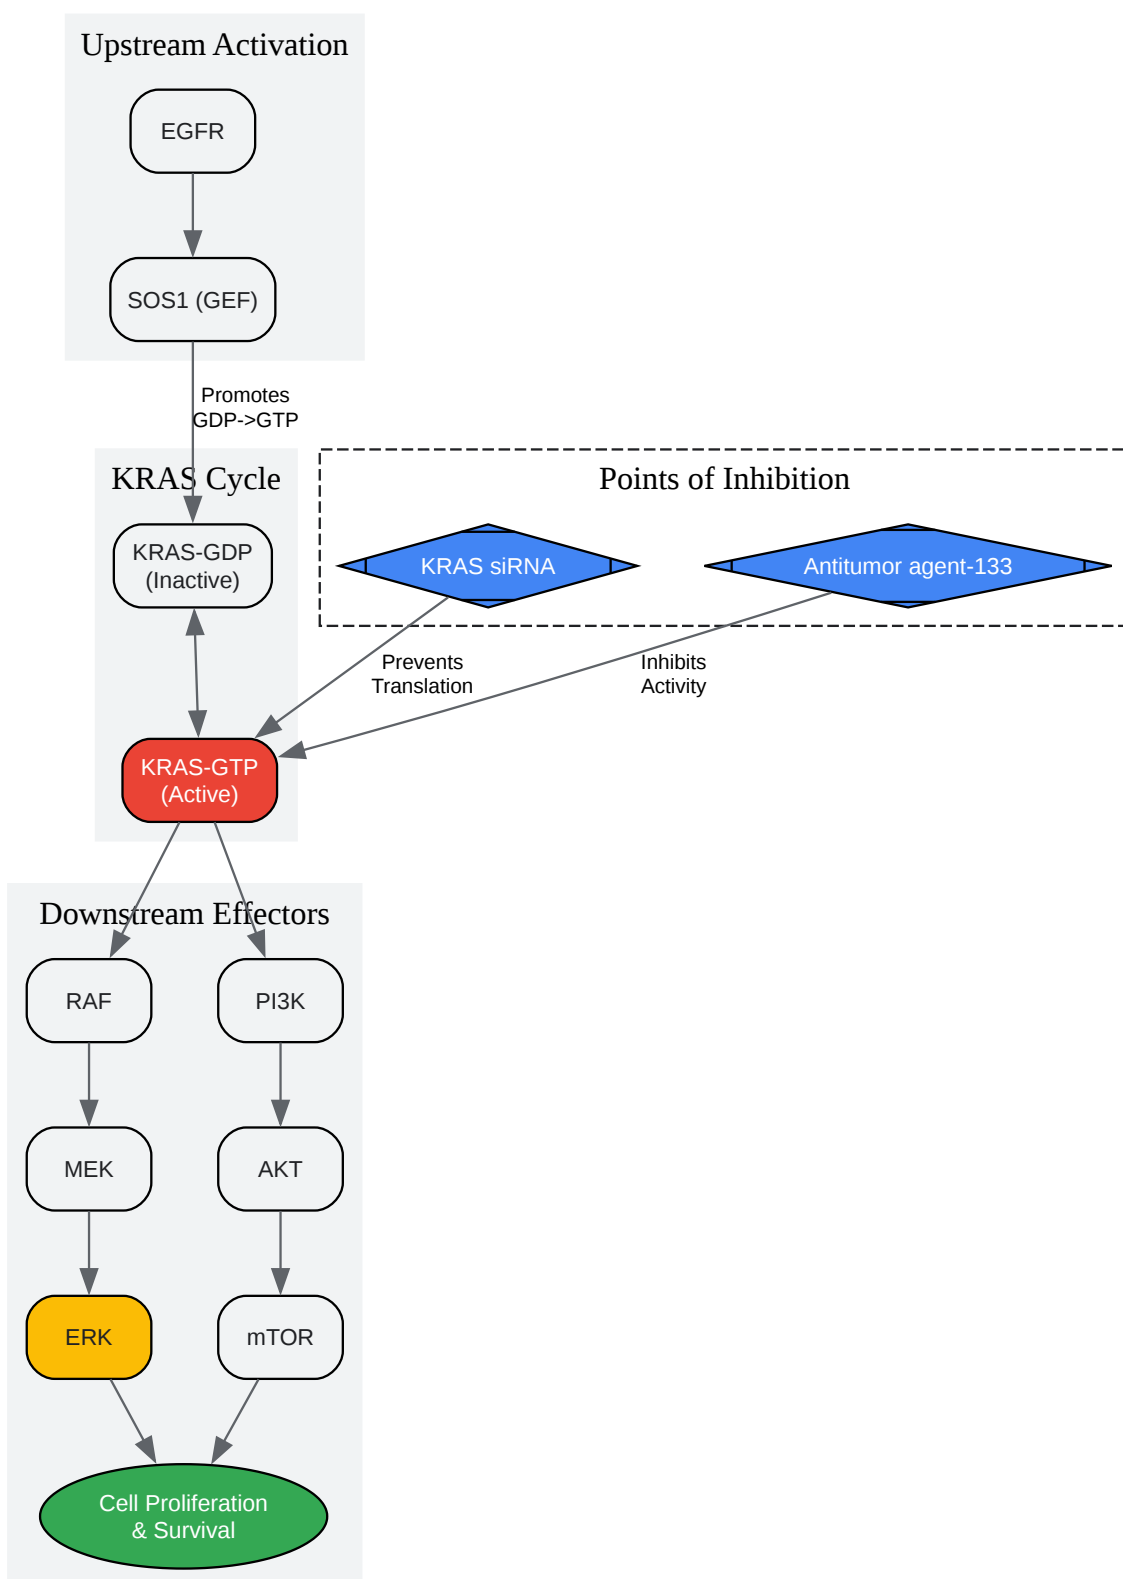 Upstream Activation
EGFR
SOS1 (GEF)
Promotes
GDP->GTP
KRAS Cycle
Points of Inhibition
KRAS-GDP
(Inactive)
KRAS siRNA
Antitumor agent-133
Prevents
Translation
Inhibits
Activity
KRAS-GTP
(Active)
Downstream Effectors
RAF
PI3K
MEK
AKT
ERK
mTOR
Cell Proliferation
& Survival